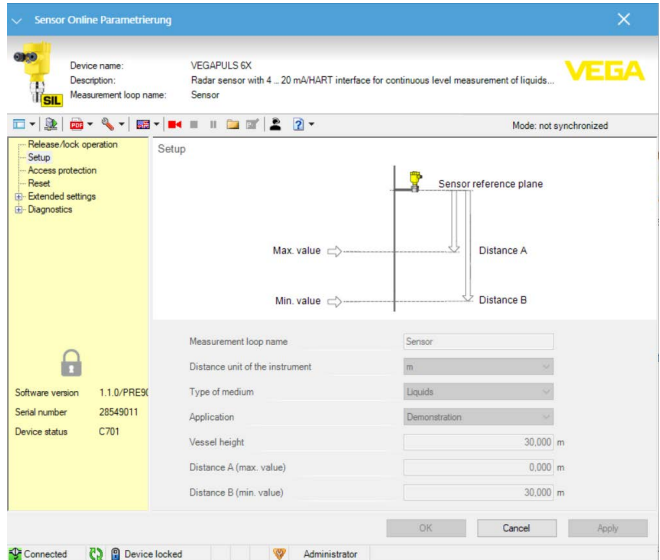 Sensor Online Parametrierung
Device name: VEGAPULS 6X
Description: Radar sensor with 4 .. 20 mA/HART interface for continuous level measurement of liquids...
Measurement loop name: Sensor
SIL
VEGA
PDF
Mode: not synchronized
Release/lock operation
Setup
Access protection
Reset
Extended settings
Diagnostics
Software version 1.1.0/PRE90
Serial number 28549011
Device status C701
Setup
Sensor reference plane
Max. value
Distance A
Min. value
Distance B
Measurement loop name Sensor
Distance unit of the instrument m
Type of medium Liquids
Application Demonstration
Vessel height 30,000 m
Distance A (max. value) 0,000 m
Distance B (min. value) 30,000 m
OK Cancel Apply
Connected Device locked Administrator